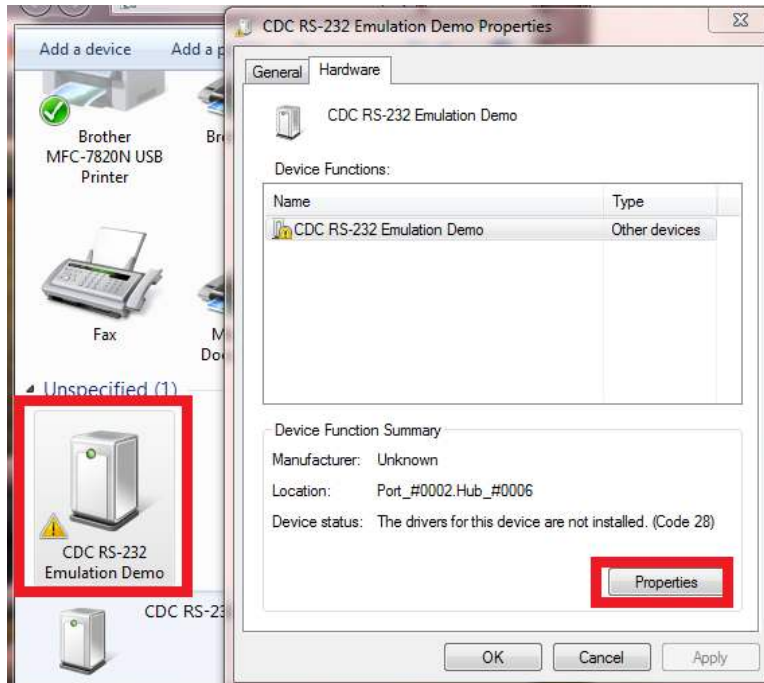 Add a device
Add a p
Brother
MFC-7820N USB
Printer
Br
Fax
M
Do
Unspecified (1)
CDC RS-232
Emulation Demo
CDC RS-23
CDC RS-232 Emulation Demo Properties
General
Hardware
CDC RS-232 Emulation Demo
Device Functions:
Name
Type
CDC RS-232 Emulation Demo
Other devices
Device Function Summary
Manufacturer: Unknown
Location: Port_#0002.Hub_#0006
Device status: The drivers for this device are not installed. (Code 28)
Properties
OK
Cancel
Apply